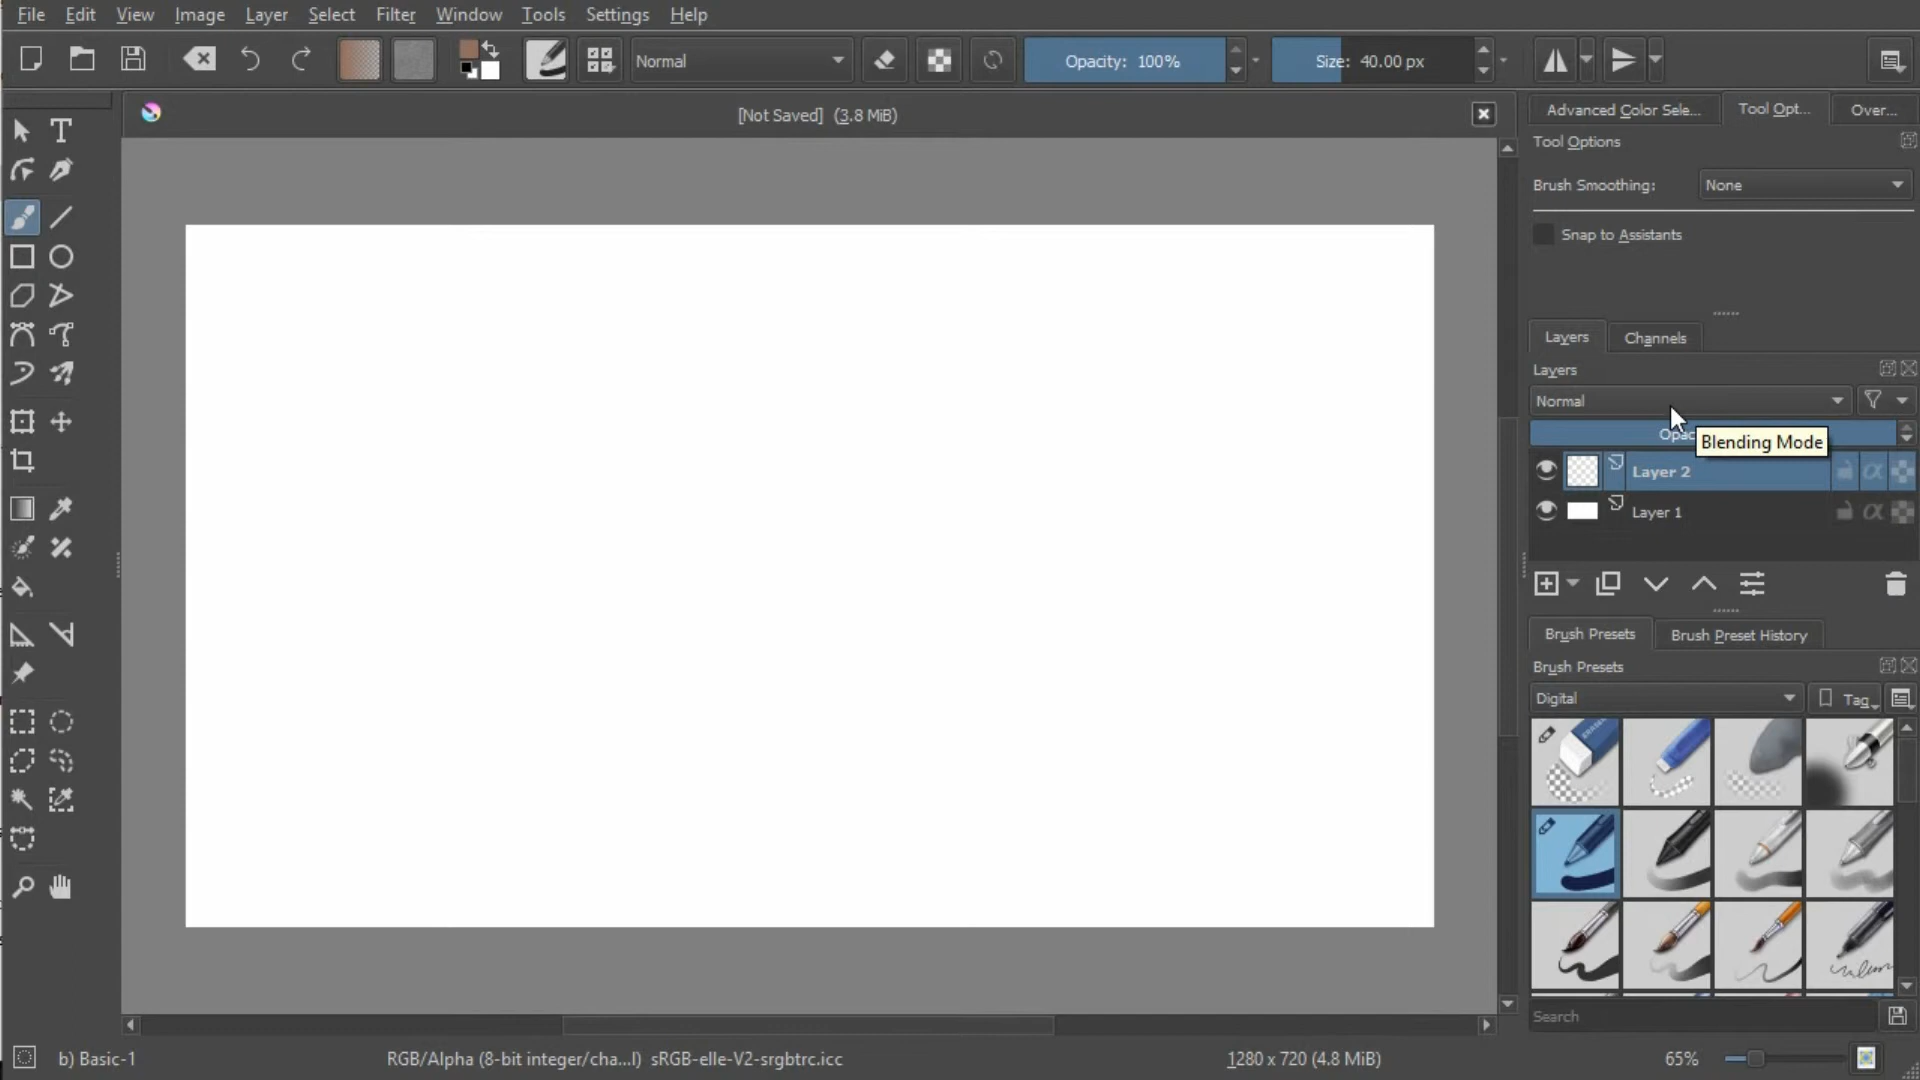 File Edit View Image Layer Select Filter Window Tools Settings Help
Normal Opacity: 100% Size: 40.00 px
[Not Saved] (3.8 MiB)
Advanced Color Sele... Tool Opt... Over...
Tool Options
Brush Smoothing: None
Snap to Assistants
Layers Channels
Layers
Normal
Blending Mode
Layer 2
Layer 1
Brush Presets Brush Preset History
Brush Presets
Digital Tag
Search
b) Basic-1 RGB/Alpha (8-bit integer/cha...l) sRGB-elle-V2-srgbtrc.icc 1280 x 720 (4.8 MiB) 65%